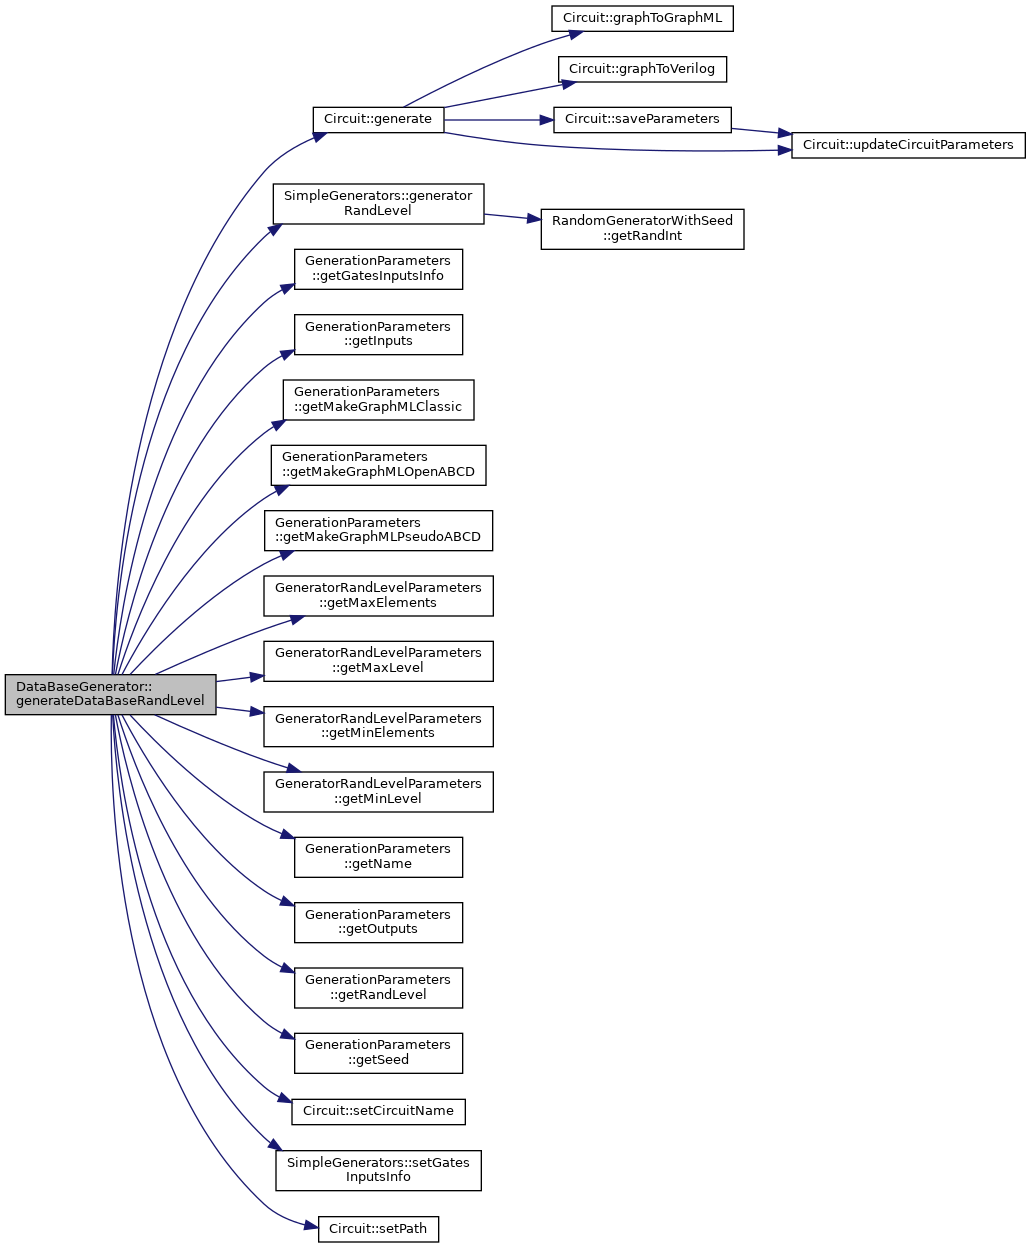 Circuit::graphToGraphML
Circuit::graphToVerilog
Circuit::generate
Circuit::saveParameters
Circuit::updateCircuitParameters
SimpleGenerators::generator
RandLevel
RandomGeneratorWithSeed
::getRandInt
GenerationParameters
::getGatesInputsInfo
GenerationParameters
::getInputs
GenerationParameters
::getMakeGraphMLClassic
GenerationParameters
::getMakeGraphMLOpenABCD
GenerationParameters
::getMakeGraphMLPseudoABCD
GeneratorRandLevelParameters
::getMaxElements
GeneratorRandLevelParameters
::getMaxLevel
DataBaseGenerator::
generateDataBaseRandLevel
GeneratorRandLevelParameters
::getMinElements
GeneratorRandLevelParameters
::getMinLevel
GenerationParameters
::getName
GenerationParameters
::getOutputs
GenerationParameters
::getRandLevel
GenerationParameters
::getSeed
Circuit::setCircuitName
SimpleGenerators::setGates
InputsInfo
Circuit::setPath